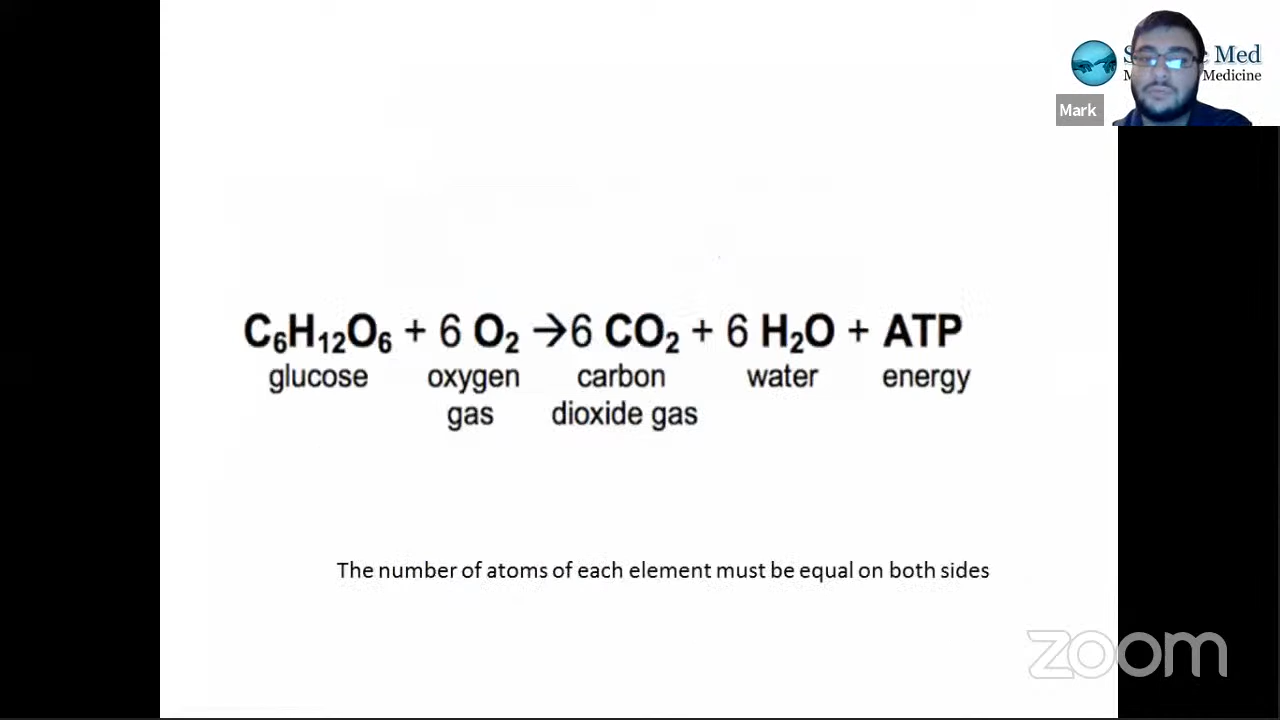 Med
Medicine
Mark
C₆H₁₂O₆ + 6 O₂ →6 CO₂ + 6 H₂O + ATP
glucose oxygen carbon water energy
gas dioxide gas
The number of atoms of each element must be equal on both sides
zoom